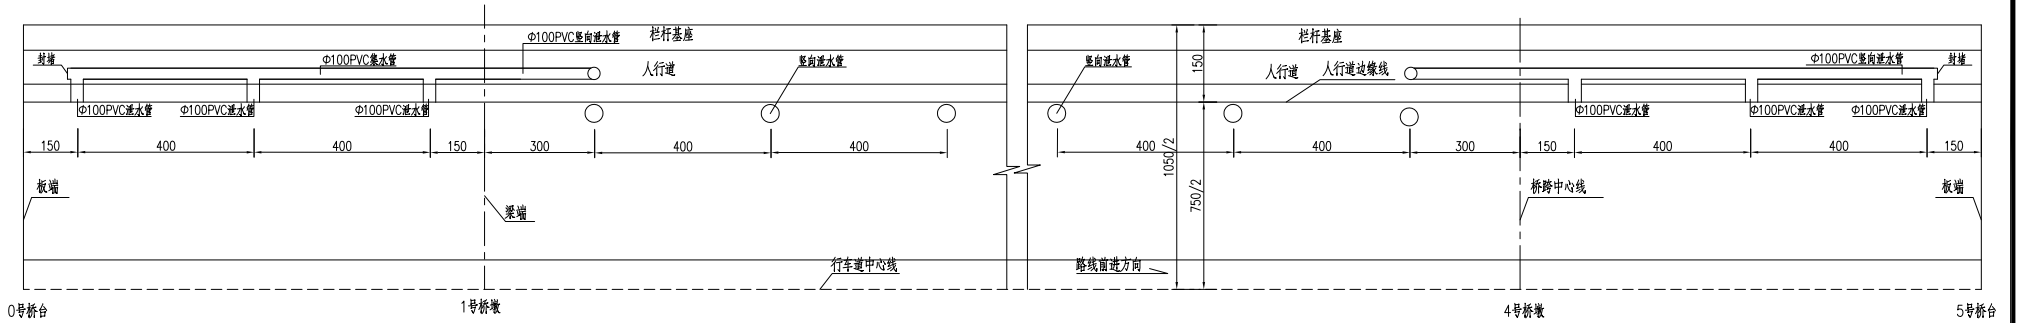 Φ100PVC竖向泄水管
栏杆基座
栏杆基座
封堵
Φ100PVC集水管
人行道
竖向泄水管
竖向泄水管
150
人行道
人行道边缘线
Φ100PVC竖向泄水管
封堵
Φ100PVC泄水管
Φ100PVC泄水管
Φ100PVC泄水管
Φ100PVC泄水管
Φ100PVC泄水管
Φ100PVC泄水管
150
400
400
150
300
400
400
400
400
300
150
400
400
150
1050/2
750/2
板端
梁端
桥跨中心线
板端
行车道中心线
路线前进方向
0号桥台
1号桥墩
4号桥墩
5号桥台